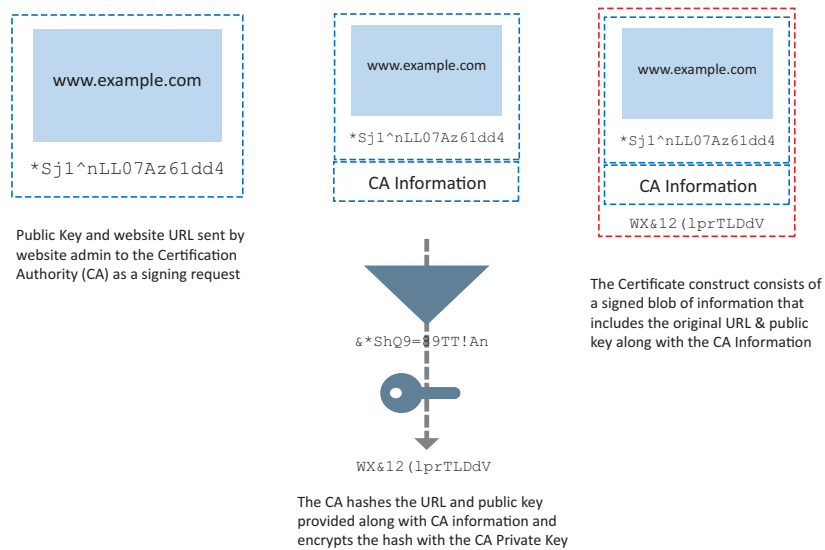 www.example.com
*Sj1^nLL07Az61dd4
Public Key and website URL sent by
website admin to the Certification
Authority (CA) as a signing request
www.example.com
*Sj1^nLL07Az61dd4
CA Information
&*ShQ9=89TT!An
WX&12(lprTLDdV
The CA hashes the URL and public key
provided along with CA information and
encrypts the hash with the CA Private Key
www.example.com
*Sj1^nLL07Az61dd4
CA Information
WX&12(lprTLDdV
The Certificate construct consists of
a signed blob of information that
includes the original URL & public
key along with the CA Information